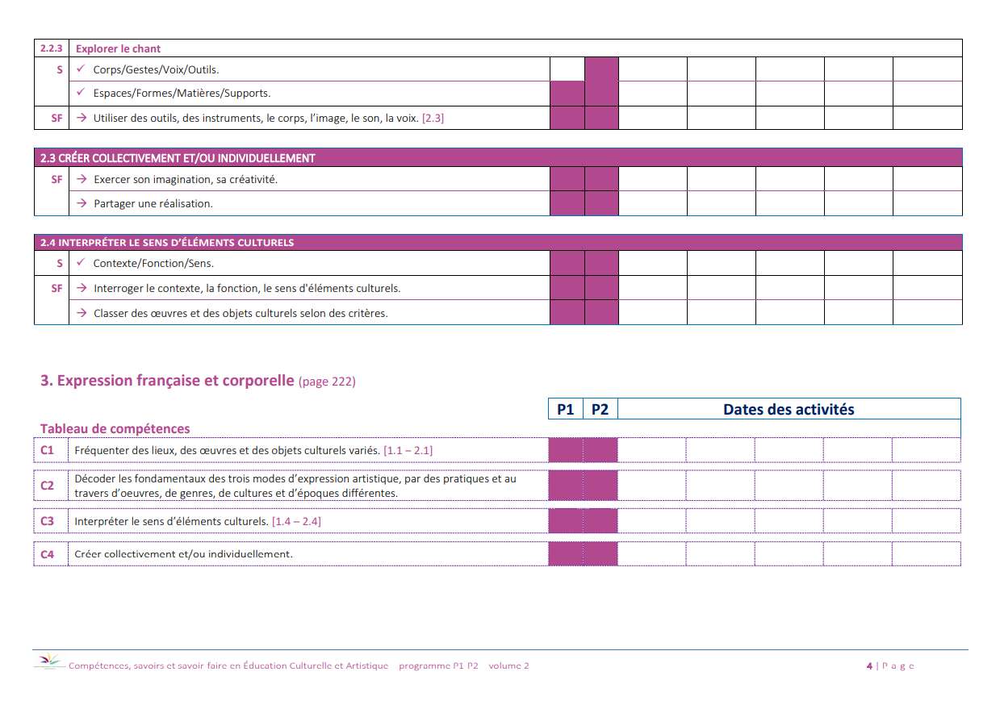 2.2.3 Explorer le chant
S ✓ Corps/Gestes/Voix/Outils.
✓ Espaces/Formes/Matières/Supports.
SF → Utiliser des outils, des instruments, le corps, l’image, le son, la voix. [2.3]
2.3 CRÉER COLLECTIVEMENT ET/OU INDIVIDUELLEMENT
SF → Exercer son imagination, sa créativité.
→ Partager une réalisation.
2.4 INTERPRÉTER LE SENS D’ÉLÉMENTS CULTURELS
S ✓ Contexte/Fonction/Sens.
SF → Interroger le contexte, la fonction, le sens d'éléments culturels.
→ Classer des œuvres et des objets culturels selon des critères.
3. Expression française et corporelle (page 222)
P1 P2 Dates des activités
Tableau de compétences
C1 Fréquenter des lieux, des œuvres et des objets culturels variés. [1.1 – 2.1]
C2 Décoder les fondamentaux des trois modes d’expression artistique, par des pratiques et au
travers d’oeuvres, de genres, de cultures et d’époques différentes.
C3 Interpréter le sens d’éléments culturels. [1.4 – 2.4]
C4 Créer collectivement et/ou individuellement.
Compétences, savoirs et savoir faire en Éducation Culturelle et Artistique programme P1 P2 volume 2
4 | P a g e